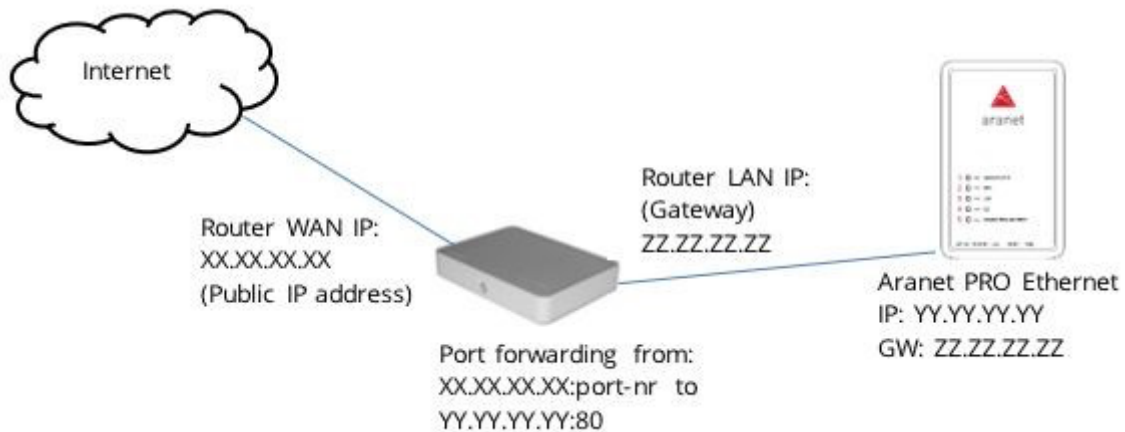 Internet
Router WAN IP:
XX.XX.XX.XX
(Public IP address)
Router LAN IP:
(Gateway)
ZZ.ZZ.ZZ.ZZ
aranet
Aranet PRO Ethernet
IP: YY.YY.YY.YY
GW: ZZ.ZZ.ZZ.ZZ
Port forwarding from:
XX.XX.XX.XX:port-nr to
YY.YY.YY.YY:80